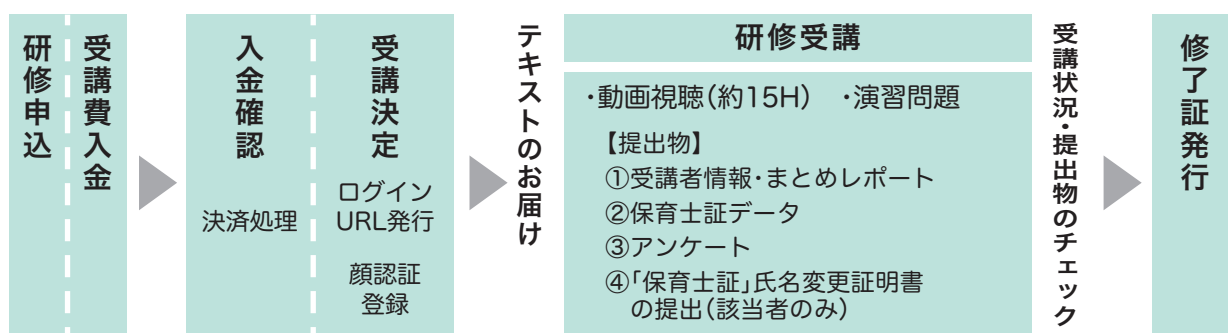 研修申込
受講費入金
入金確認
決済処理
受講決定
ログイン
URL発行
顔認証
登録
テキストのお届け
研修受講
・動画視聴（約15H）　・演習問題
【提出物】
①受講者情報・まとめレポート
②保育士証データ
③アンケート
④「保育士証」氏名変更証明書
の提出（該当者のみ）
受講状況・提出物のチェック
修了証発行